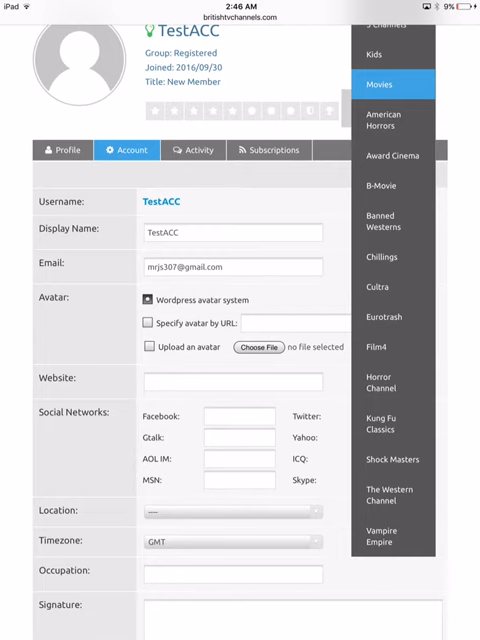 iPad
2:46 AM
9%
britishtvchannels.com
TestACC
Group: Registered
Joined: 2016/09/30
Title: New Member
Profile
Account
Activity
Subscriptions
Username:
TestACC
Display Name:
TestACC
Email:
mrjs307@gmail.com
Avatar:
Wordpress avatar system
Specify avatar by URL:
Upload an avatar
Choose File
no file selected
Website:
Social Networks:
Facebook:
Twitter:
Gtalk:
Yahoo:
AOL IM:
ICQ:
MSN:
Skype:
Location:
Timezone:
GMT
Occupation:
Signature:
Kids
Movies
American
Horrors
Award Cinema
B-Movie
Banned
Westerns
Chillings
Cultra
Eurotrash
Film4
Horror
Channel
Kung Fu
Classics
Shock Masters
The Western
Channel
Vampire
Empire